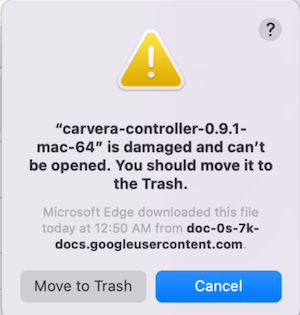 ?
“carvera-controller-0.9.1-
mac-64” is damaged and can’t
be opened. You should move it to
the Trash.
Microsoft Edge downloaded this file
today at 12:50 AM from doc-0s-7k-
docs.googleusercontent.com.
Move to Trash
Cancel